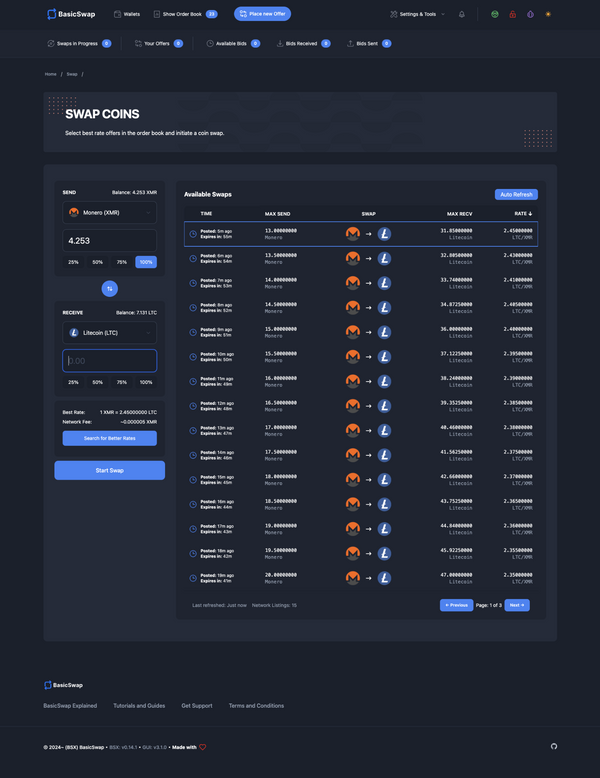 BasicSwap Wallets Show Order Book 23 Place new Offer Settings & Tools
Swaps in Progress 0 Your Offers 0 Available Bids 0 Bids Received 0 Bids Sent 0
Home / Swap /
SWAP COINS
Select best rate offers in the order book and initiate a coin swap.
SEND Balance: 4.253 XMR
Monero (XMR)
4.253
25% 50% 75% 100%
RECEIVE Balance: 7.131 LTC
Litecoin (LTC)
0.00
25% 50% 75% 100%
Best Rate: 1 XMR = 2.45000000 LTC
Network Fee: ~0.000005 XMR
Search for Better Rates
Start Swap
Available Swaps Auto Refresh
TIME MAX SEND SWAP MAX RECV RATE ↓
Posted: 5m ago 13.00000000 → 31.85000000 2.45000000
Expires in: 55m Monero Litecoin LTC/XMR
Posted: 6m ago 13.50000000 → 32.80500000 2.43000000
Expires in: 54m Monero Litecoin LTC/XMR
Posted: 7m ago 14.00000000 → 33.74000000 2.41000000
Expires in: 53m Monero Litecoin LTC/XMR
Posted: 8m ago 14.50000000 → 34.87250000 2.40500000
Expires in: 52m Monero Litecoin LTC/XMR
Posted: 9m ago 15.00000000 → 36.00000000 2.40000000
Expires in: 51m Monero Litecoin LTC/XMR
Posted: 10m ago 15.50000000 → 37.12250000 2.39500000
Expires in: 50m Monero Litecoin LTC/XMR
Posted: 11m ago 16.00000000 → 38.24000000 2.39000000
Expires in: 49m Monero Litecoin LTC/XMR
Posted: 12m ago 16.50000000 → 39.35250000 2.38500000
Expires in: 48m Monero Litecoin LTC/XMR
Posted: 13m ago 17.00000000 → 40.46000000 2.38000000
Expires in: 47m Monero Litecoin LTC/XMR
Posted: 14m ago 17.50000000 → 41.56250000 2.37500000
Expires in: 46m Monero Litecoin LTC/XMR
Posted: 15m ago 18.00000000 → 42.66000000 2.37000000
Expires in: 45m Monero Litecoin LTC/XMR
Posted: 16m ago 18.50000000 → 43.75250000 2.36500000
Expires in: 44m Monero Litecoin LTC/XMR
Posted: 17m ago 19.00000000 → 44.84000000 2.36000000
Expires in: 43m Monero Litecoin LTC/XMR
Posted: 18m ago 19.50000000 → 45.92250000 2.35500000
Expires in: 42m Monero Litecoin LTC/XMR
Posted: 19m ago 20.00000000 → 47.00000000 2.35000000
Expires in: 41m Monero Litecoin LTC/XMR
Last refreshed: Just now Network Listings: 15 ← Previous Page: 1 of 3 Next →
BasicSwap
BasicSwap Explained Tutorials and Guides Get Support Terms and Conditions
© 2024~ (BSX) BasicSwap • BSX: v0.14.1 • GUI: v3.1.0 • Made with